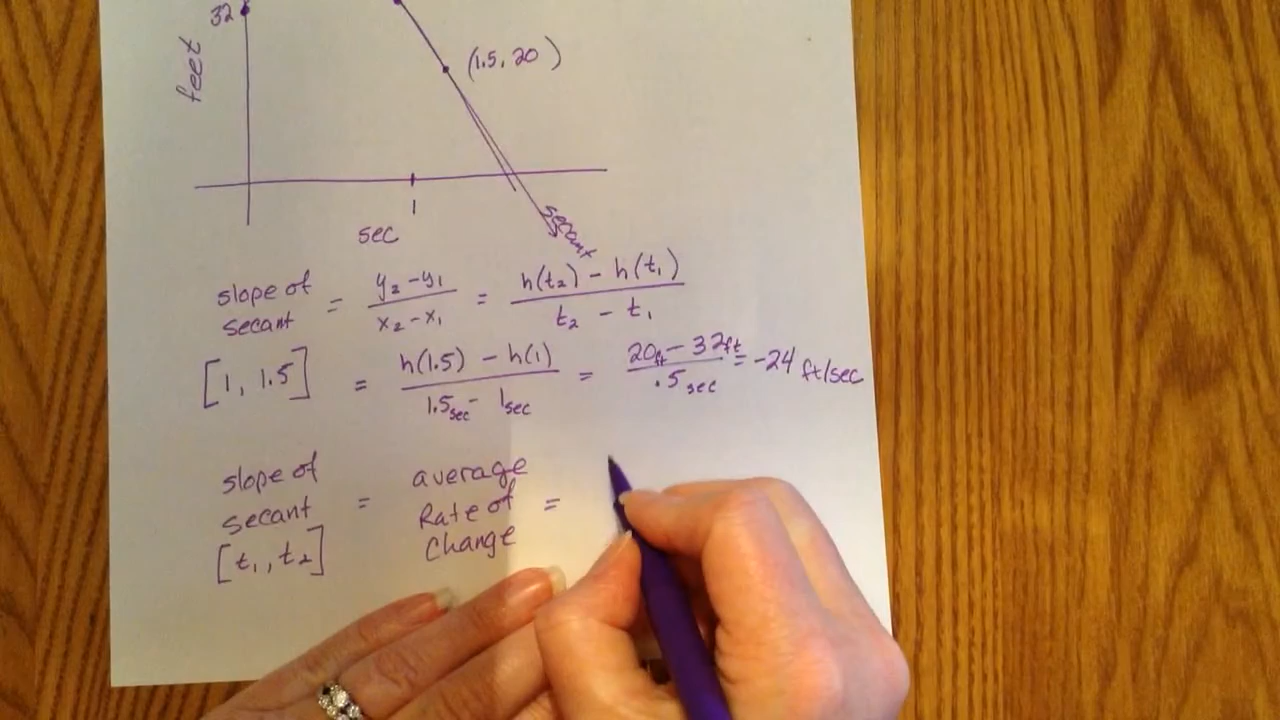 32
feet
(1.5, 20 )
1
sec
secant
slope of secant = y₂ - y₁ / x₂ - x₁ = h(t₂) - h(t₁) / t₂ - t₁
[1, 1.5] = h(1.5) - h(1) / 1.5sec - 1sec = 20ft - 32ft / .5sec = -24 ft/sec
slope of secant [t₁, t₂] = average Rate of Change =